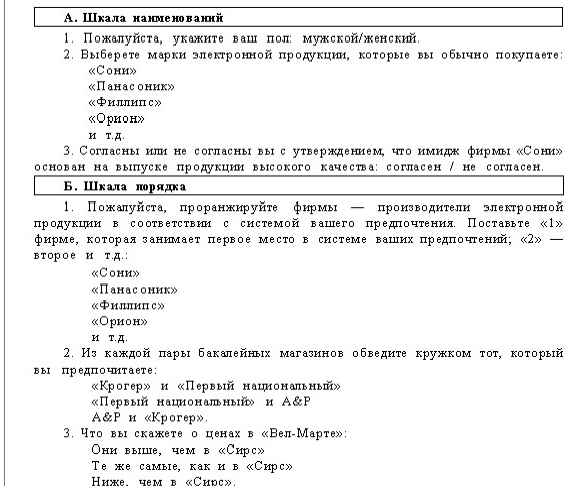 А. Шкала наименований
1. Пожалуйста, укажите ваш пол: мужской/женский.
2. Выберете марки электронной продукции, которые вы обычно покупаете:
«Сони»
«Панасоник»
«Филлипс»
«Орион»
и т.д.
3. Согласны или не согласны вы с утверждением, что имидж фирмы «Сони»
основан на выпуске продукции высокого качества: согласен / не согласен.
Б. Шкала порядка
1. Пожалуйста, проранжируйте фирмы — производители электронной
продукции в соответствии с системой вашего предпочтения. Поставьте «1»
фирме, которая занимает первое место в системе ваших предпочтений; «2» —
второе и т.д.:
«Сони»
«Панасоник»
«Филлипс»
«Орион»
и т.д.
2. Из каждой пары бакалейных магазинов обведите кружком тот, который
вы предпочитаете:
«Крогер» и «Первый национальный»
«Первый национальный» и А&Р
А&Р и «Крогер».
3. Что вы скажете о ценах в «Вел-Марте»:
Они выше, чем в «Сирс»
Те же самые, как и в «Сирс»
Ниже, чем в «Сирс».